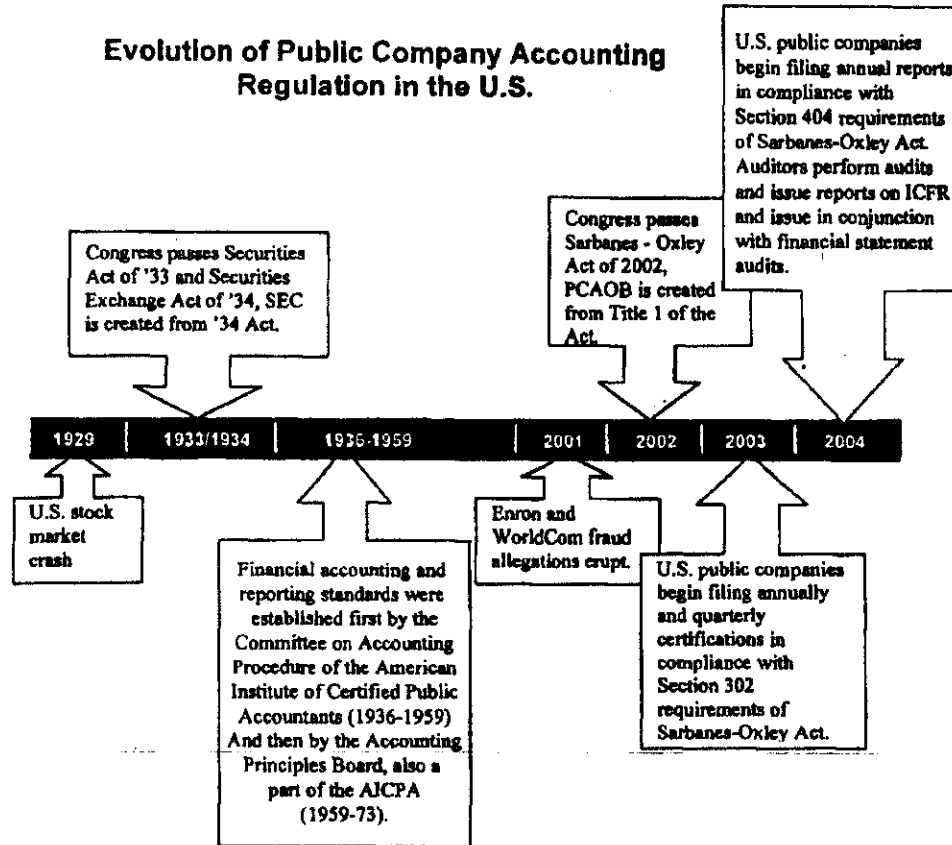 Evolution of Public Company Accounting
Regulation in the U.S.
U.S. public companies
begin filing annual reports
in compliance with
Section 404 requirements
of Sarbanes-Oxley Act.
Auditors perform audits
and issue reports on ICFR
and issue in conjunction
with financial statement
audits.
Congress passes Securities
Act of '33 and Securities
Exchange Act of '34, SEC
is created from '34 Act.
Congress passes
Sarbanes - Oxley
Act of 2002,
PCAOB is created
from Title 1 of the
Act.
1929
1933/1934
1936-1959
2001
2002
2003
2004
U.S. stock
market
crash
Financial accounting and
reporting standards were
established first by the
Committee on Accounting
Procedure of the American
Institute of Certified Public
Accountants (1936-1959)
And then by the Accounting
Principles Board, also a
part of the AICPA
(1959-73).
Enron and
WorldCom fraud
allegations erupt.
U.S. public companies
begin filing annually
and quarterly
certifications in
compliance with
Section 302
requirements of
Sarbanes-Oxley Act.